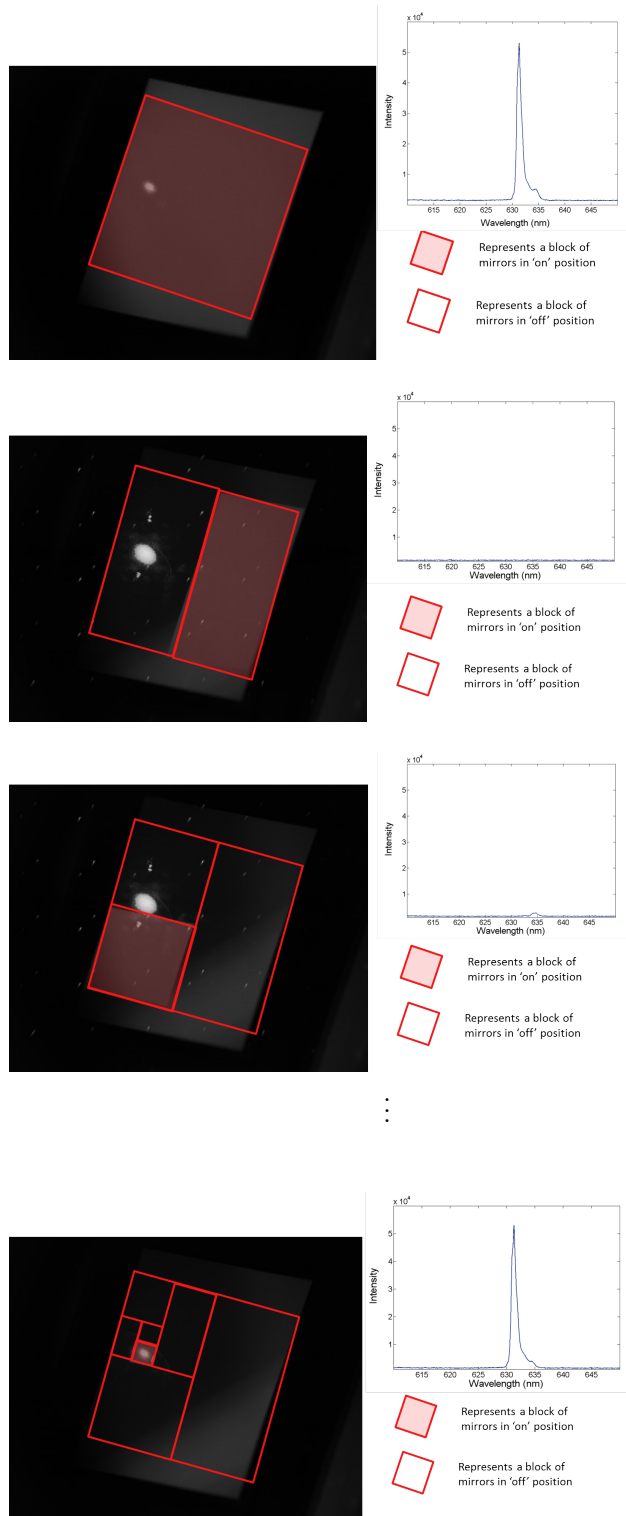 x 10⁴
5
4
3
2
1
Intensity
615 620 625 630 635 640 645
Wavelength (nm)
Represents a block of
mirrors in 'on' position
Represents a block of
mirrors in 'off' position
x 10⁴
5
4
3
2
1
Intensity
615 620 625 630 635 640 645
Wavelength (nm)
Represents a block of
mirrors in 'on' position
Represents a block of
mirrors in 'off' position
x 10⁴
5
4
3
2
1
Intensity
615 620 625 630 635 640 645
Wavelength (nm)
Represents a block of
mirrors in 'on' position
Represents a block of
mirrors in 'off' position
x 10⁴
5
4
3
2
1
Intensity
615 620 625 630 635 640 645
Wavelength (nm)
Represents a block of
mirrors in 'on' position
Represents a block of
mirrors in 'off' position